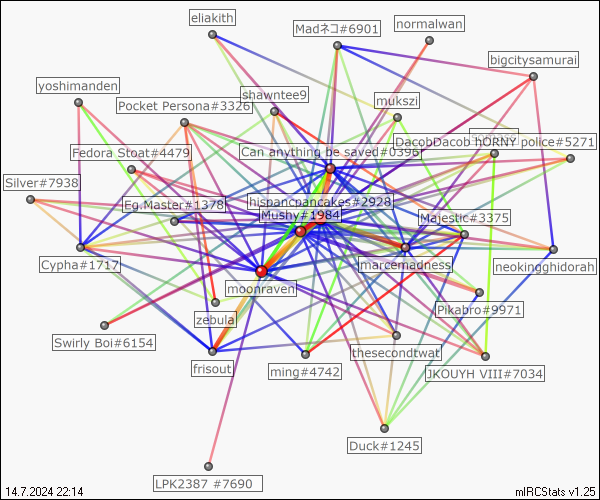 eliakith
Madネコ#6901
normalwan
bigcitysamurai
yoshimanden
Pocket Persona#3326
shawntee9
mukszi
DacobDacob hORNY police#5271
Fedora Stoat#4479
Can anything be saved#0396
Silver#7938
Eg.Master#1378
hispancpancakes#2928
Mushy#1984
Majestic#3375
Cypha#1717
moonraven
marcemadness
neokingghidorah
zebula
Pikabro#9971
Swirly Boi#6154
frisout
ming#4742
thesecondtwat
JKOUYH VIII#7034
Duck#1245
LPK2387 #7690
14.7.2024 22:14
mIRCStats v1.25